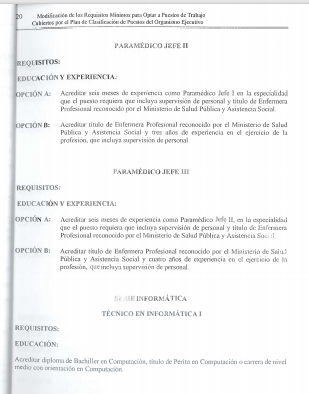 20 Modificación de los Requisitos Mínimos para Optar a Puestos de Trabajo
Cubiertos por el Plan de Clasificación de Puestos del Organismo Ejecutivo
PARAMÉDICO JEFE II
REQUISITOS:
EDUCACIÓN Y EXPERIENCIA:
OPCIÓN A: Acreditar seis meses de experiencia como Paramédico Jefe I en la especialidad
que el puesto requiera que incluya supervisión de personal y título de Enfermera
Profesional reconocido por el Ministerio de Salud Pública y Asistencia Social.
OPCIÓN B: Acreditar título de Enfermera Profesional reconocido por el Ministerio de Salud
Pública y Asistencia Social y tres años de experiencia en el ejercicio de la
profesión, que incluya supervisión de personal.
PARAMÉDICO JEFE III
REQUISITOS:
EDUCACIÓN Y EXPERIENCIA:
OPCIÓN A: Acreditar seis meses de experiencia como Paramédico Jefe II, en la especialidad
que el puesto requiera que incluya supervisión de personal y título de Enfermera
Profesional reconocido por el Ministerio de Salud Pública y Asistencia Social.
OPCIÓN B: Acreditar título de Enfermera Profesional reconocido por el Ministerio de Salud
Pública y Asistencia Social y cuatro años de experiencia en el ejercicio de la
profesión, que incluya supervisión de personal.
SERIE INFORMÁTICA
TÉCNICO EN INFORMÁTICA I
REQUISITOS:
EDUCACIÓN:
Acreditar diploma de Bachiller en Computación, título de Perito en Computación o carrera de nivel
medio con orientación en Computación.